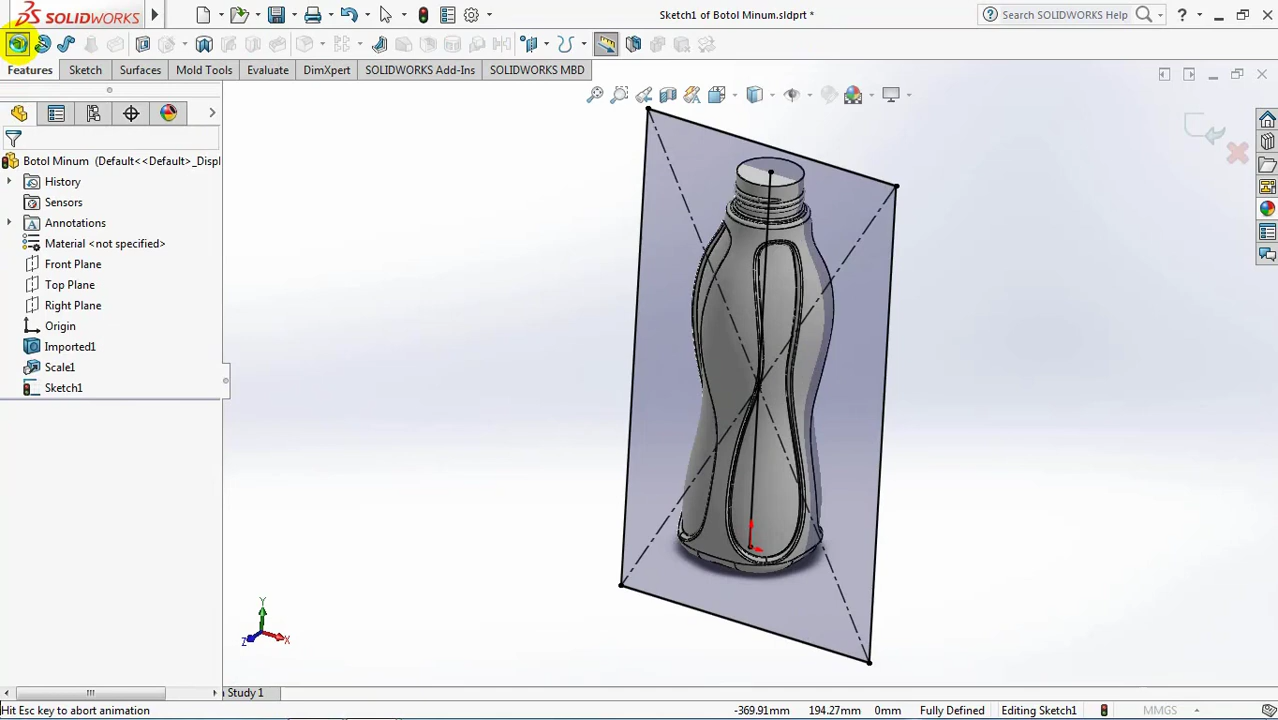 SOLIDWORKS
Sketch1 of Botol Minum.sldprt *
Search SOLIDWORKS Help
?
Features
Sketch
Surfaces
Mold Tools
Evaluate
DimXpert
SOLIDWORKS Add-Ins
SOLIDWORKS MBD
Botol Minum (Default<<Default>_Displ
History
Sensors
Annotations
Material <not specified>
Front Plane
Top Plane
Right Plane
Origin
Imported1
Scale1
Sketch1
Y
Z
X
Study 1
Hit Esc key to abort animation
-369.91mm
194.27mm
0mm
Fully Defined
Editing Sketch1
MMGS